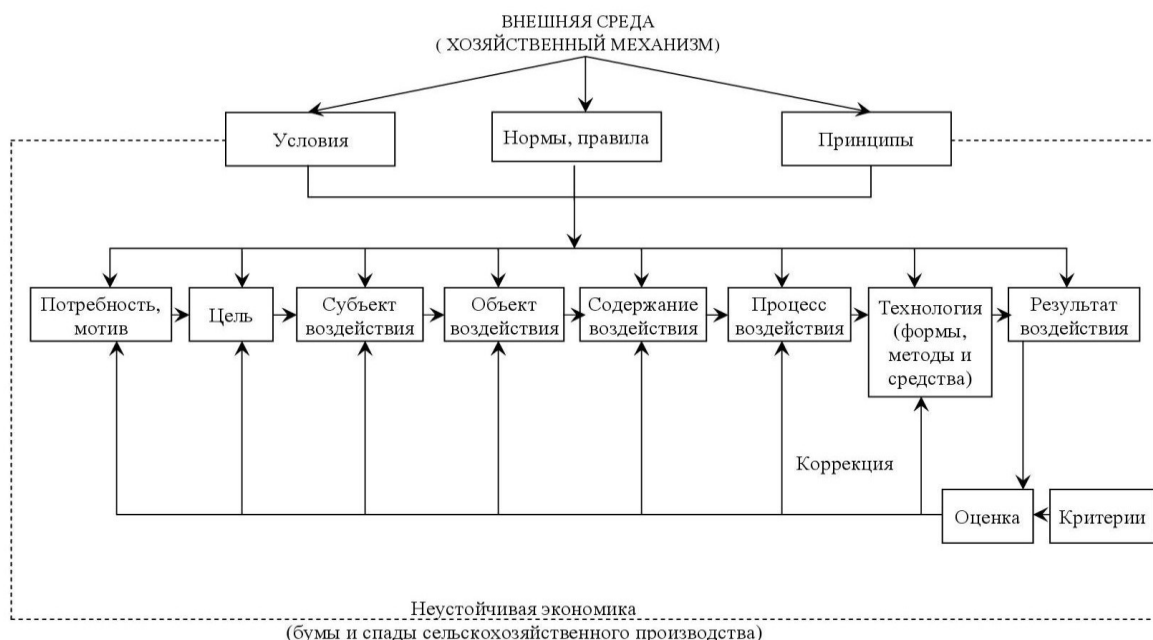 ВНЕШНЯЯ СРЕДА
( ХОЗЯЙСТВЕННЫЙ МЕХАНИЗМ)
Условия
Нормы, правила
Принципы
Потребность,
мотив
Цель
Субъект
воздействия
Объект
воздействия
Содержание
воздействия
Процесс
воздействия
Технология
(формы,
методы и
средства)
Результат
воздействия
Коррекция
Оценка
Критерии
Неустойчивая экономика
(бумы и спады сельскохозяйственного производства)